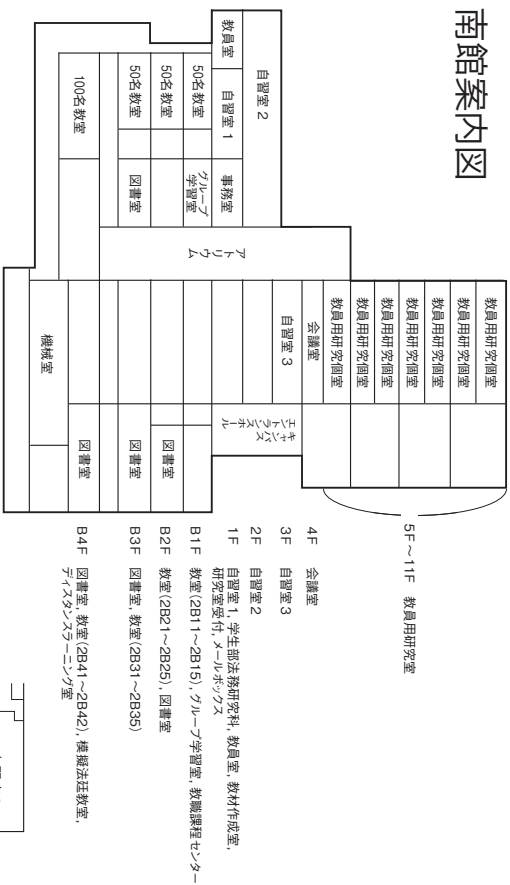 南館案内図
教員用研究個室
教員用研究個室
教員用研究個室
教員用研究個室
教員用研究個室
教員用研究個室
教員用研究個室
会議室
自習室 3
自習室 2
教員室
自習室 1
事務室
50名教室
グループ
学習室
50名教室
50名教室
図書室
100名教室
アトリウム
キャンパス
エントランス
ホール
図書室
図書室
図書室
機械室
5F～11F 教員用研究室
4F 会議室
3F 自習室3
2F 自習室2
1F 自習室1, 学生部法務研究科, 教員室, 教材作成室,
研究室受付, メールボックス
B1F 教室(2B11～2B15), グループ学習室, 教職課程センター
B2F 教室(2B21～2B25), 図書室
B3F 図書室, 教室(2B31～2B35)
B4F 図書室, 教室(2B41～2B42), 模擬法廷教室,
ディスタンスラーニング室